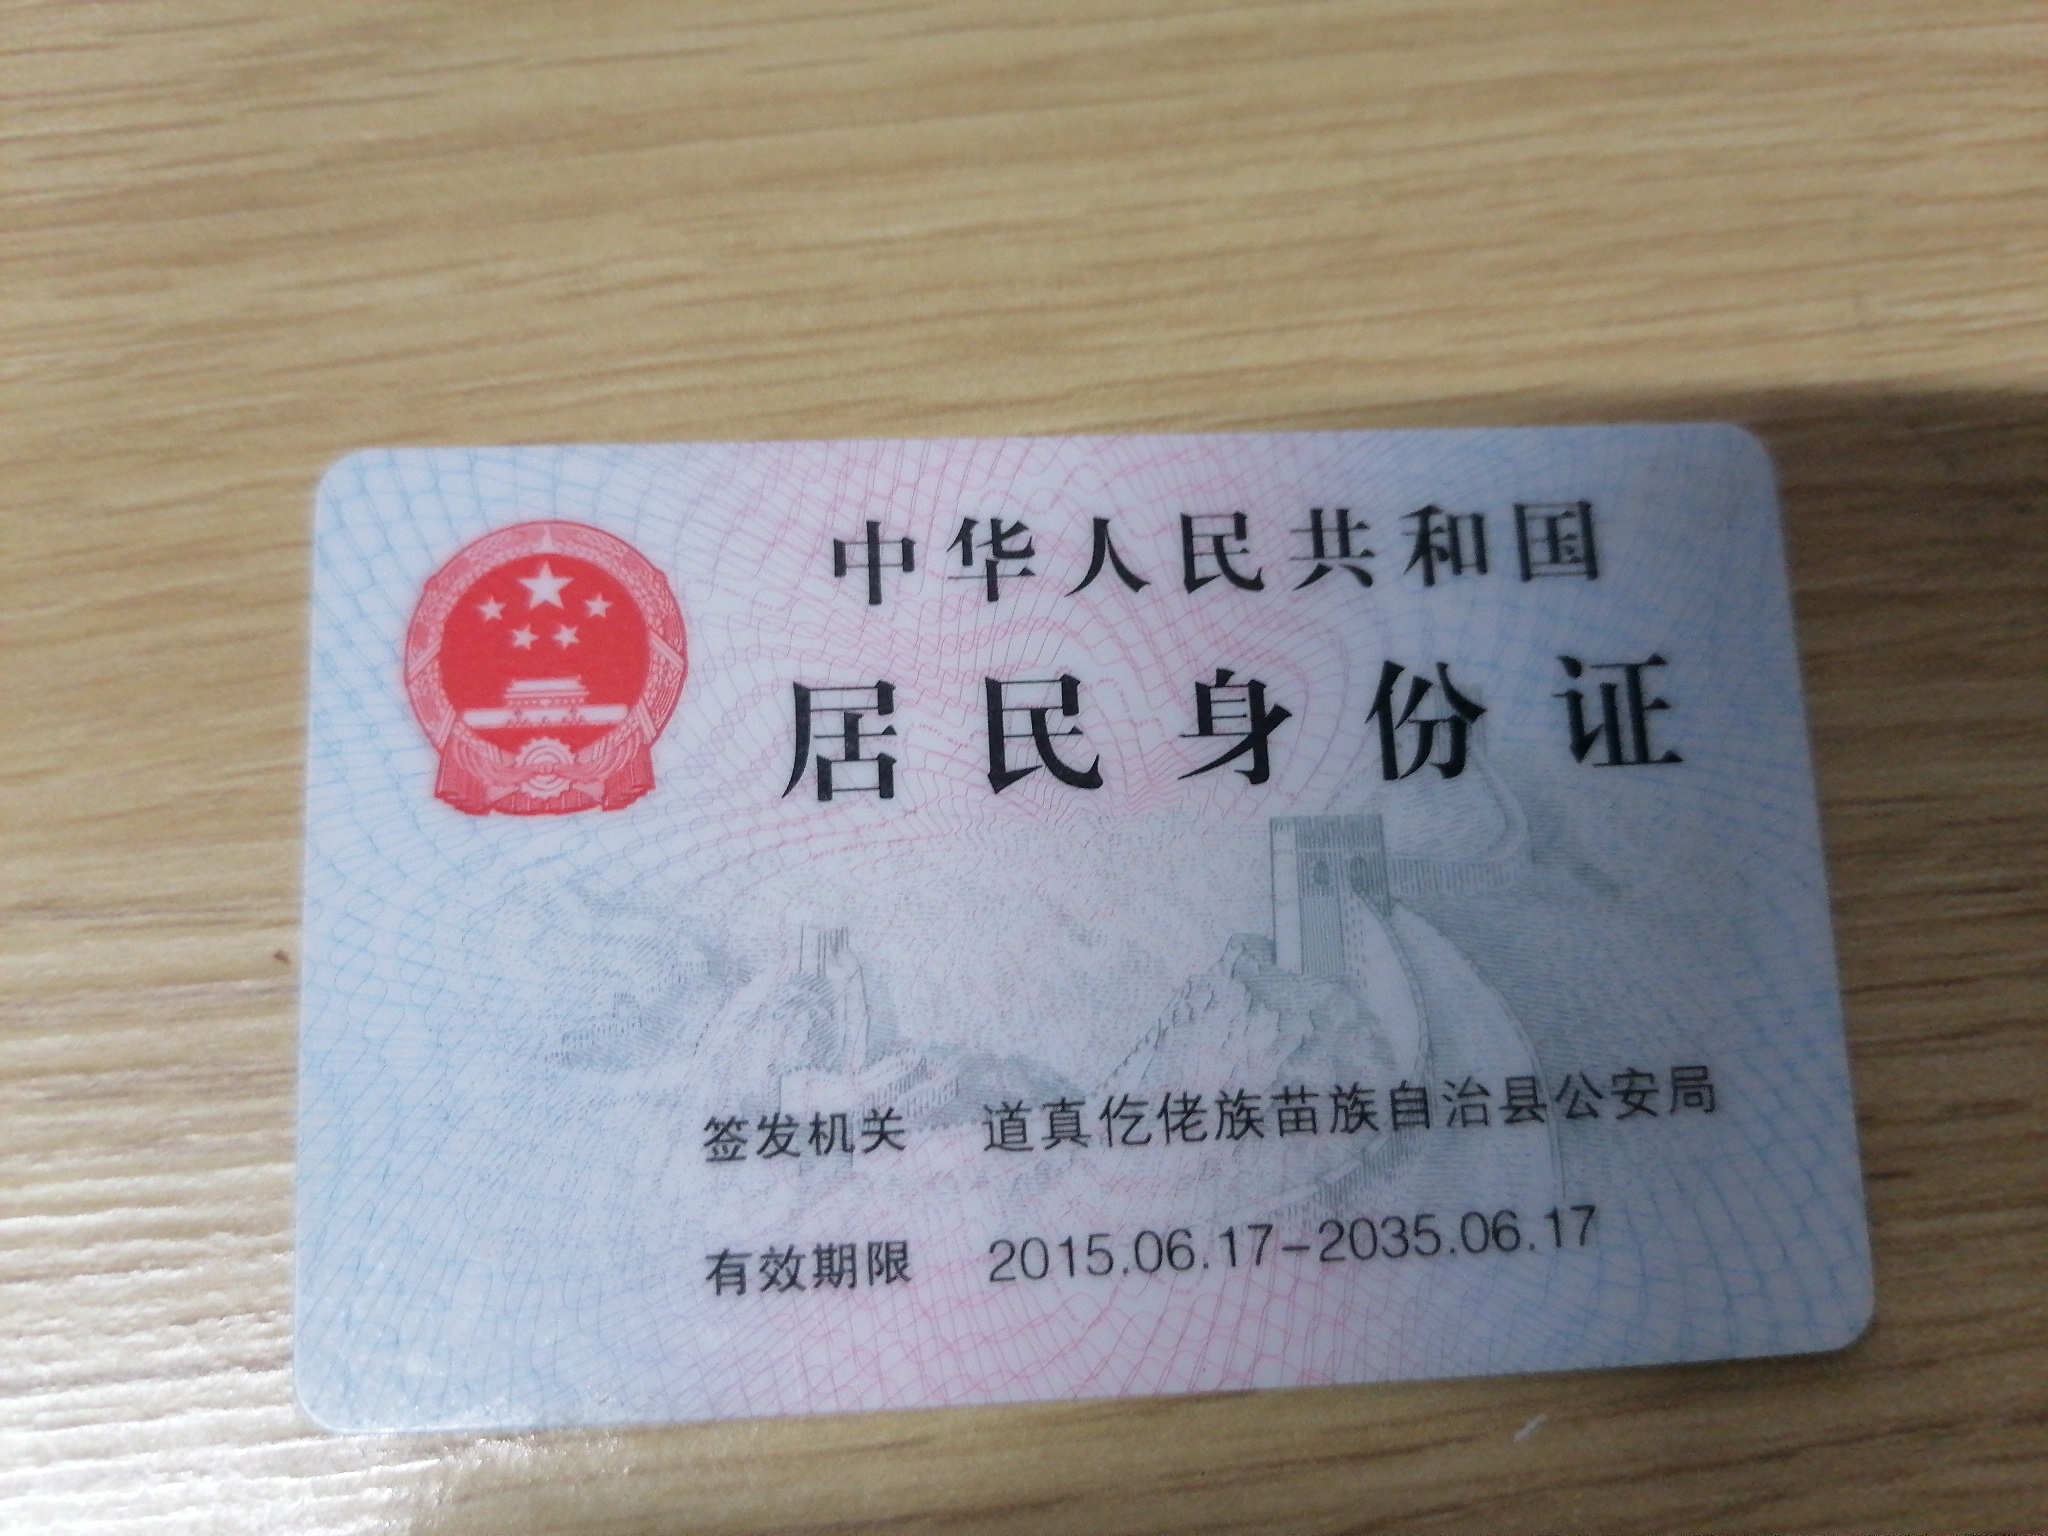 中华人民共和国
居民身份证
签发机关 道真仡佬族苗族自治县公安局
有效期限 2015.06.17-2035.06.17